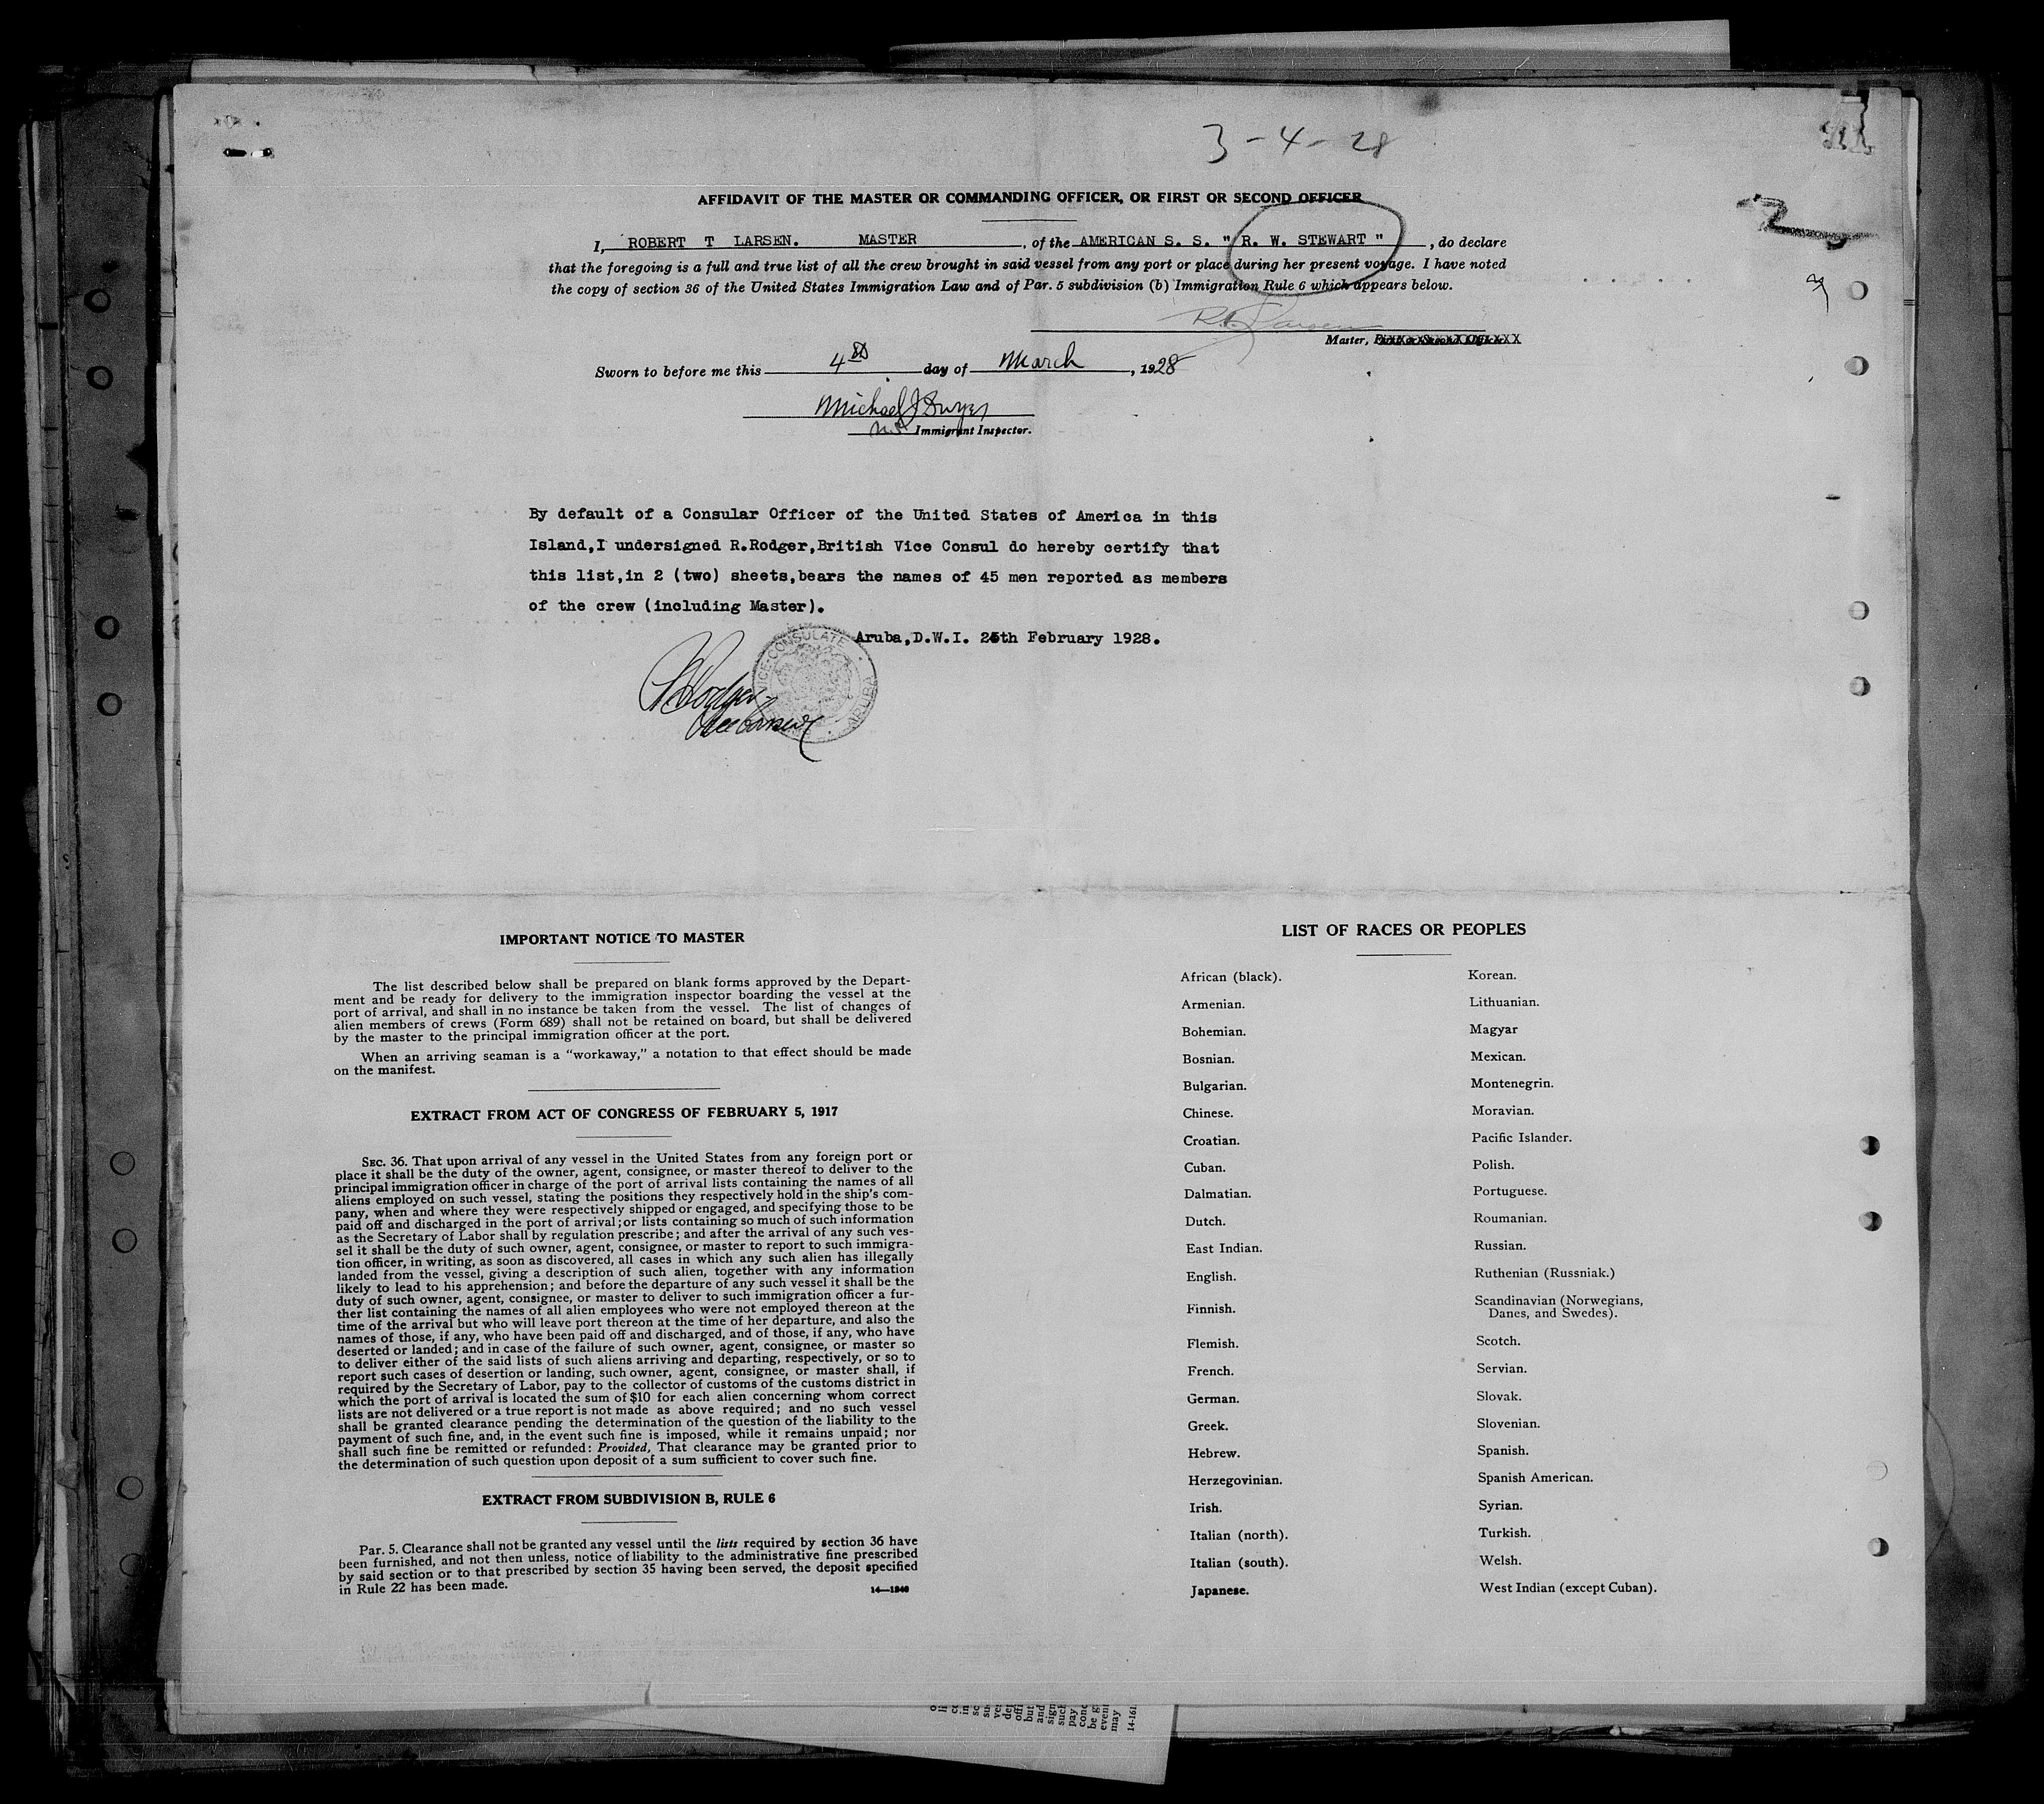 3-4-28
AFFIDAVIT OF THE MASTER OR COMMANDING OFFICER, OR FIRST OR SECOND OFFICER
I, ROBERT T LARSEN. MASTER, of the AMERICAN S. S. " R. W. STEWART ", do declare
that the foregoing is a full and true list of all the crew brought in said vessel from any port or place during her present voyage. I have noted
the copy of section 36 of the United States Immigration Law and of Par. 5 subdivision (b) Immigration Rule 6 which appears below.
R. T. Larsen
Master, First or Second Officer
Sworn to before me this 4th day of March, 1928
Michael J Dwyer
Immigrant Inspector.
By default of a Consular Officer of the United States of America in this
Island,I undersigned R.Rodger,British Vice Consul do hereby certify that
this list,in 2 (two) sheets,bears the names of 45 men reported as members
of the crew (including Master).
Aruba,D.W.I. 25th February 1928.
VICE-CONSULATE
ARUBA
R Rodger
Vice Consul
IMPORTANT NOTICE TO MASTER
The list described below shall be prepared on blank forms approved by the Depart-
ment and be ready for delivery to the immigration inspector boarding the vessel at the
port of arrival, and shall in no instance be taken from the vessel. The list of changes of
alien members of crews (Form 689) shall not be retained on board, but shall be delivered
by the master to the principal immigration officer at the port.
When an arriving seaman is a "workaway," a notation to that effect should be made
on the manifest.
EXTRACT FROM ACT OF CONGRESS OF FEBRUARY 5, 1917
SEC. 36. That upon arrival of any vessel in the United States from any foreign port or
place it shall be the duty of the owner, agent, consignee, or master thereof to deliver to the
principal immigration officer in charge of the port of arrival lists containing the names of all
aliens employed on such vessel, stating the positions they respectively hold in the ship's com-
pany, when and where they were respectively shipped or engaged, and specifying those to be
paid off and discharged in the port of arrival; or lists containing so much of such information
as the Secretary of Labor shall by regulation prescribe; and after the arrival of any such ves-
sel it shall be the duty of such owner, agent, consignee, or master to report to such immigra-
tion officer, in writing, as soon as discovered, all cases in which any such alien has illegally
landed from the vessel, giving a description of such alien, together with any information
likely to lead to his apprehension; and before the departure of any such vessel it shall be the
duty of such owner, agent, consignee, or master to deliver to such immigration officer a fur-
ther list containing the names of all alien employees who were not employed thereon at the
time of the arrival but who will leave port thereon at the time of her departure, and also the
names of those, if any, who have been paid off and discharged, and of those, if any, who have
deserted or landed; and in case of the failure of such owner, agent, consignee, or master so
to deliver either of the said lists of such aliens arriving and departing, respectively, or so to
report such cases of desertion or landing, such owner, agent, consignee, or master shall, if
required by the Secretary of Labor, pay to the collector of customs of the customs district in
which the port of arrival is located the sum of $10 for each alien concerning whom correct
lists are not delivered or a true report is not made as above required; and no such vessel
shall be granted clearance pending the determination of the question of the liability to the
payment of such fine, and, in the event such fine is imposed, while it remains unpaid; nor
shall such fine be remitted or refunded: Provided, That clearance may be granted prior to
the determination of such question upon deposit of a sum sufficient to cover such fine.
EXTRACT FROM SUBDIVISION B, RULE 6
Par. 5. Clearance shall not be granted any vessel until the lists required by section 36 have
been furnished, and not then unless, notice of liability to the administrative fine prescribed
by said section or to that prescribed by section 35 having been served, the deposit specified
in Rule 22 has been made.
14—1240
LIST OF RACES OR PEOPLES
African (black).
Armenian.
Bohemian.
Bosnian.
Bulgarian.
Chinese.
Croatian.
Cuban.
Dalmatian.
Dutch.
East Indian.
English.
Finnish.
Flemish.
French.
German.
Greek.
Hebrew.
Herzegovinian.
Irish.
Italian (north).
Italian (south).
Japanese.
Korean.
Lithuanian.
Magyar
Mexican.
Montenegrin.
Moravian.
Pacific Islander.
Polish.
Portuguese.
Roumanian.
Russian.
Ruthenian (Russniak.)
Scandinavian (Norwegians,
Danes, and Swedes).
Scotch.
Servian.
Slovak.
Slovenian.
Spanish.
Spanish American.
Syrian.
Turkish.
Welsh.
West Indian (except Cuban).